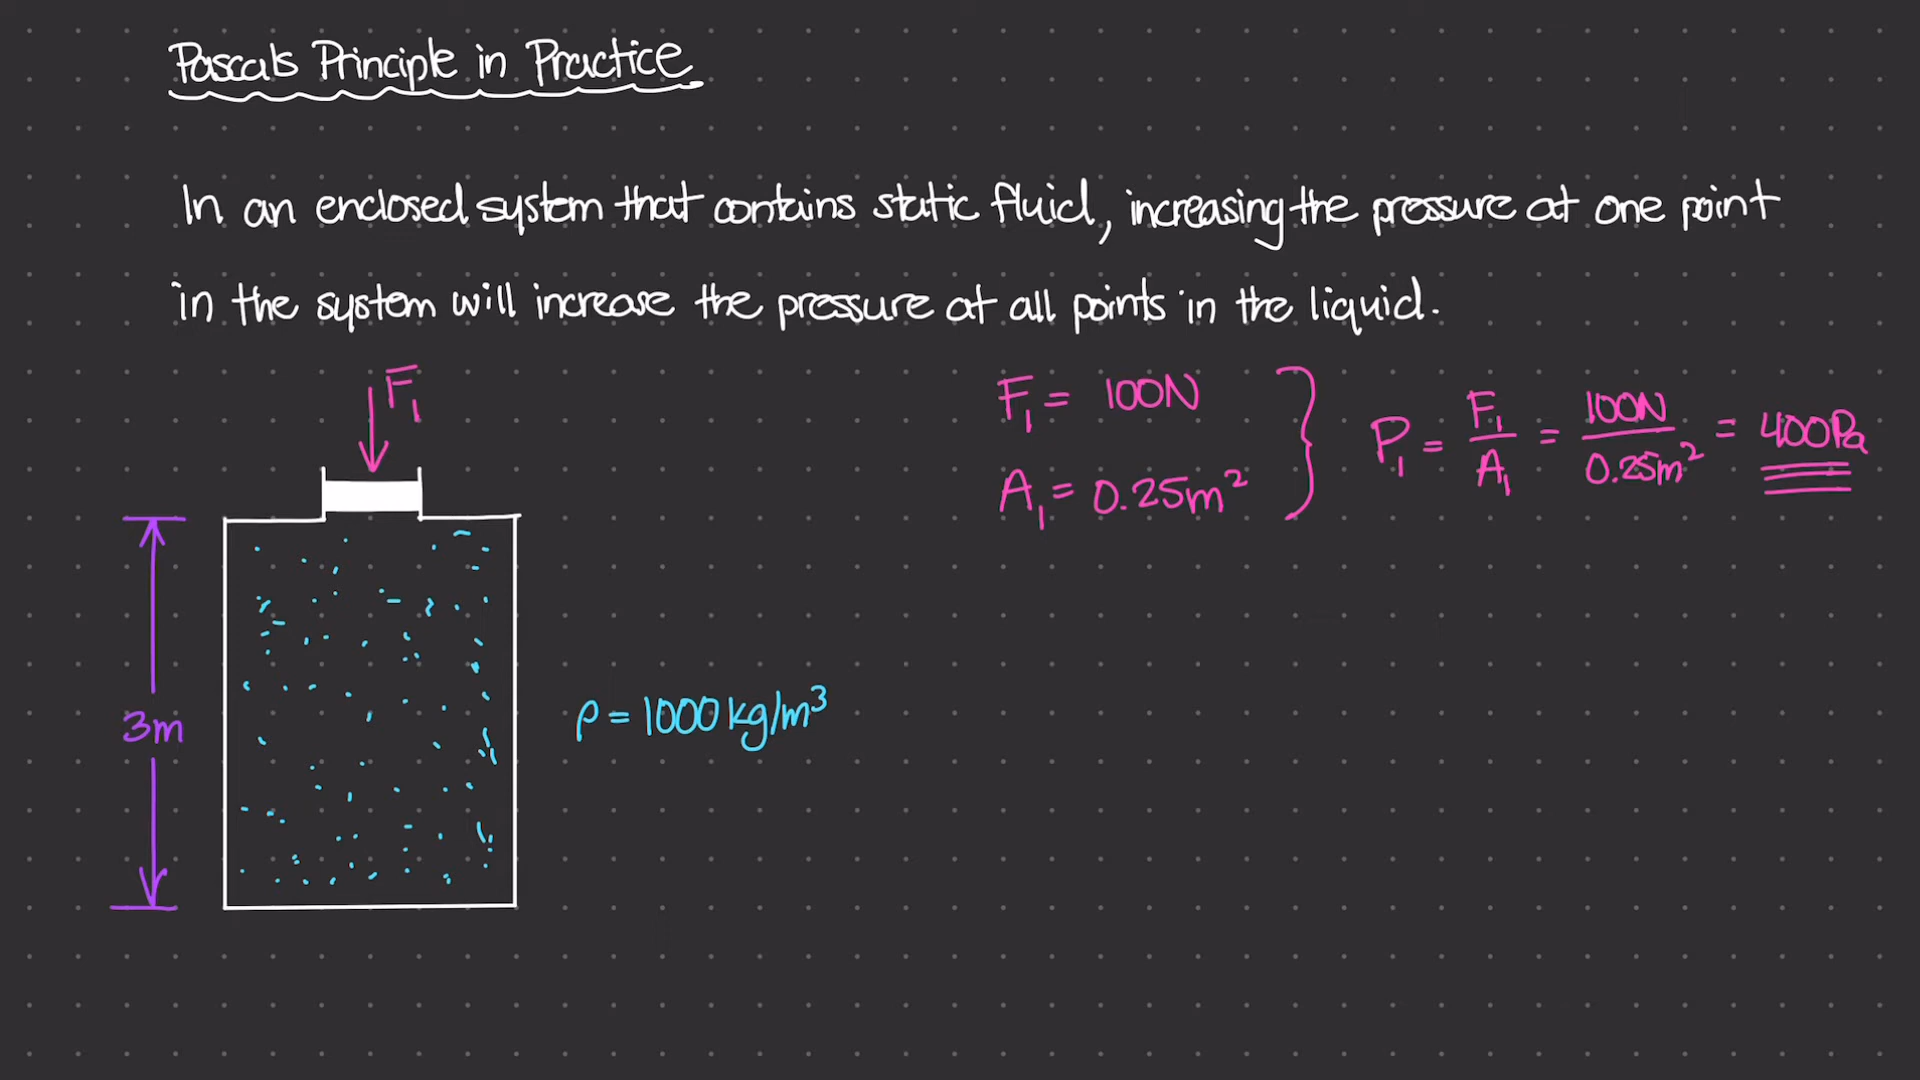 Pascals Principle in Practice
In an enclosed system that contains static fluid, increasing the pressure at one point
in the system will increase the pressure at all points in the liquid.
F₁
F₁ = 100N
A₁ = 0.25m²
P₁ = F₁/A₁ = 100N/0.25m² = 400Pa
3m
ρ = 1000kg/m³